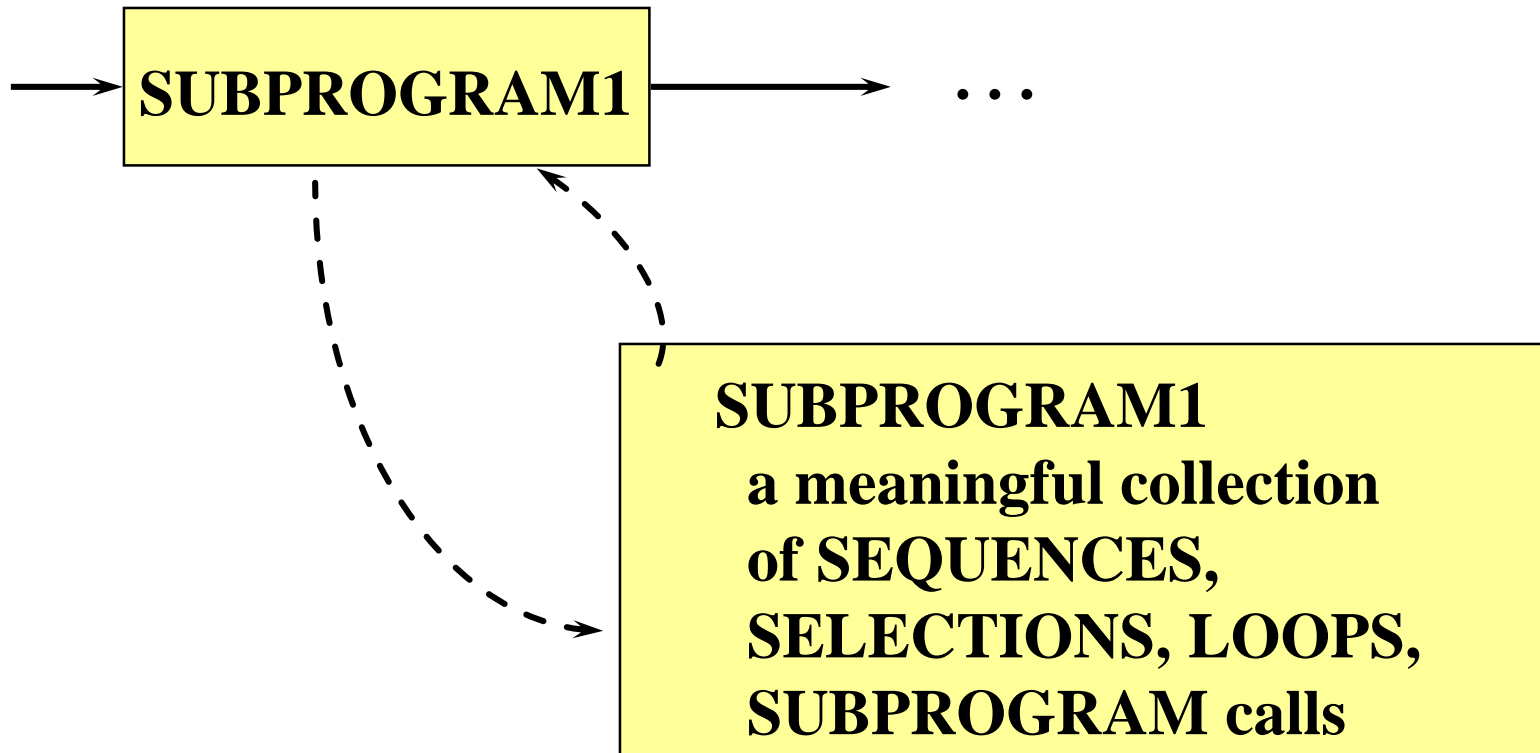 SUBPROGRAM1
. . .
SUBPROGRAM1
a meaningful collection
of SEQUENCES,
SELECTIONS, LOOPS,
SUBPROGRAM calls